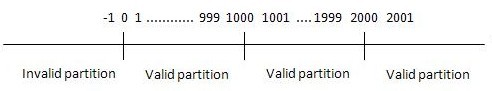 -1 0 1 ............ 999 1000 1001 ....1999 2000 2001
Invalid partition Valid partition Valid partition Valid partition